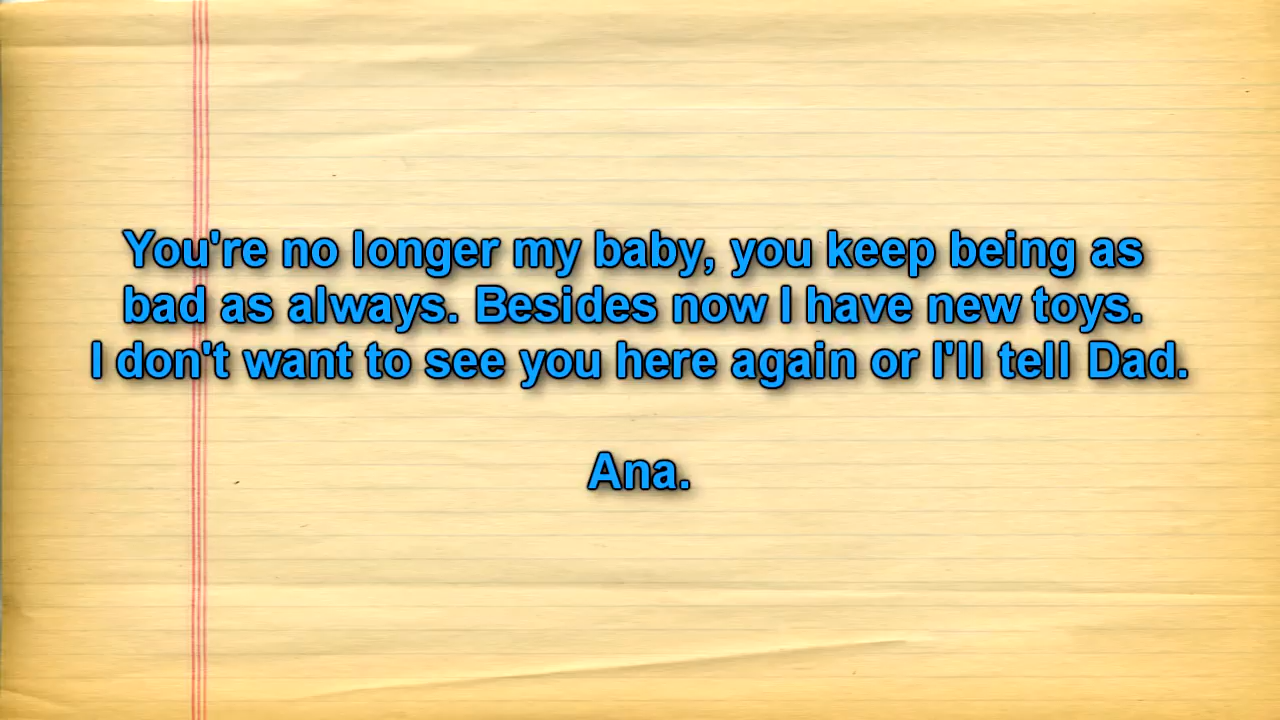 You're no longer my baby, you keep being as
bad as always. Besides now I have new toys.
I don't want to see you here again or I'll tell Dad.
Ana.